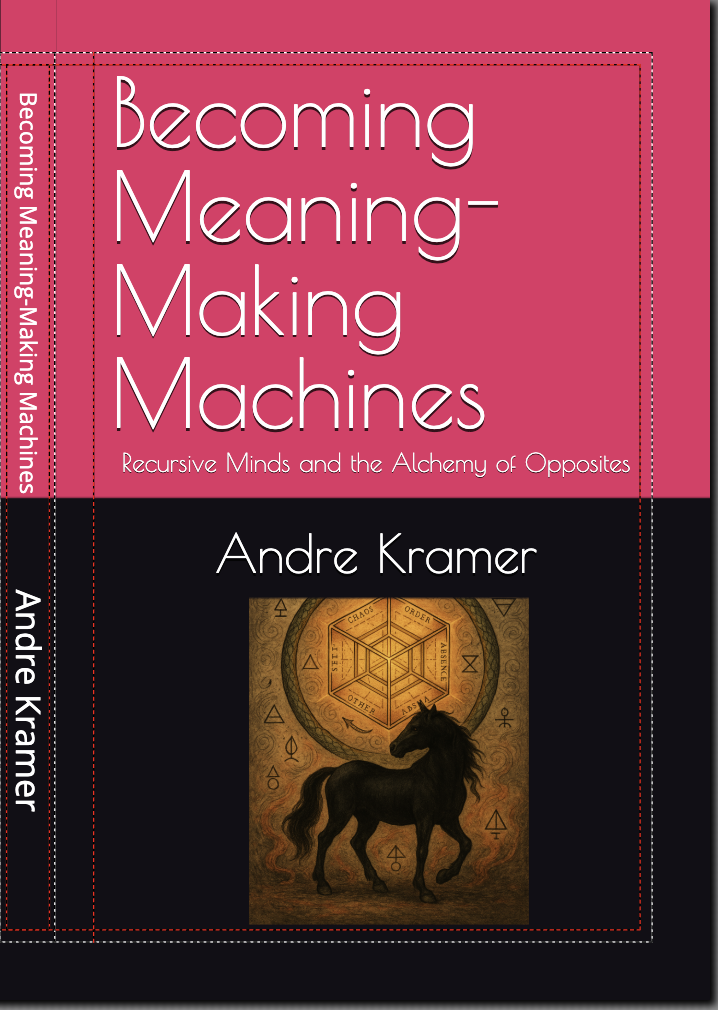 Becoming Meaning-Making Machines
Andre Kramer
Becoming
Meaning-
Making
Machines
Recursive Minds and the Alchemy of Opposites
Andre Kramer
CHAOS
ORDER
SELF
ABSENCE
OTHER